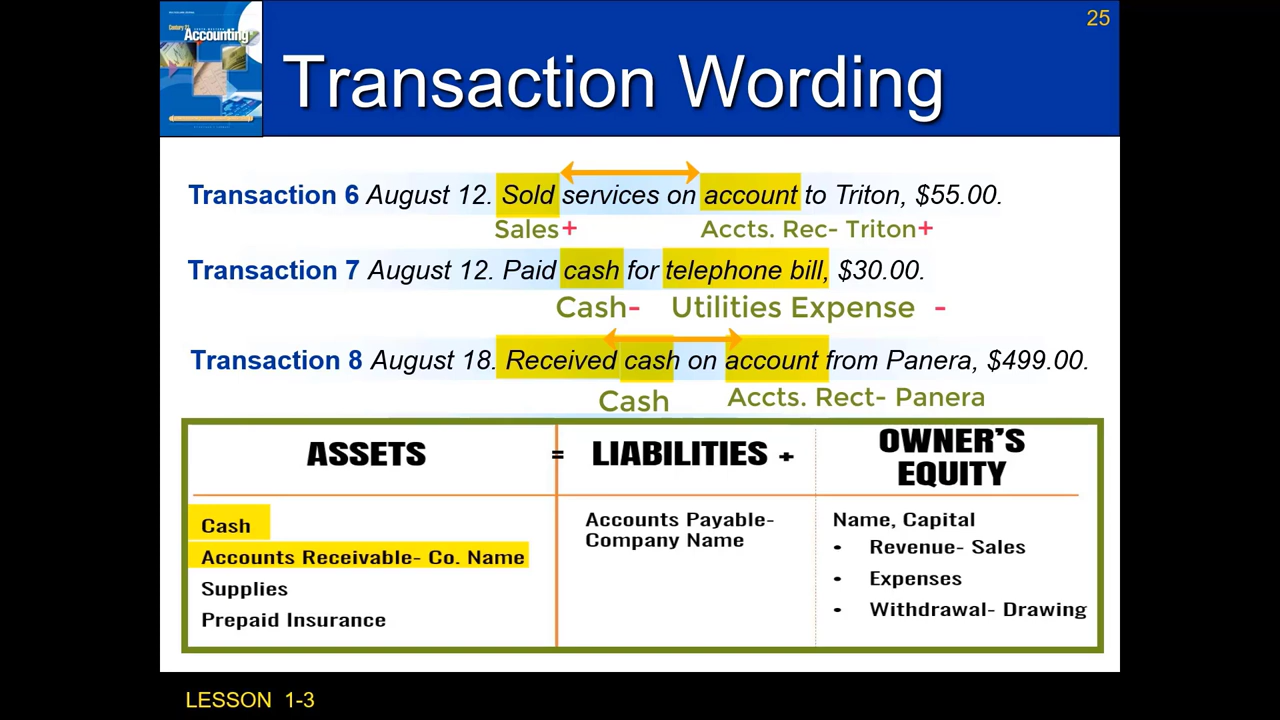 25
Century 21
Accounting
Transaction Wording
Transaction 6 August 12. Sold services on account to Triton, $55.00.
Sales+ Accts. Rec- Triton+
Transaction 7 August 12. Paid cash for telephone bill, $30.00.
Cash- Utilities Expense -
Transaction 8 August 18. Received cash on account from Panera, $499.00.
Cash Accts. Rect- Panera
ASSETS = LIABILITIES + OWNER'S EQUITY
Cash
Accounts Receivable- Co. Name
Supplies
Prepaid Insurance
Accounts Payable-
Company Name
Name, Capital
• Revenue- Sales
• Expenses
• Withdrawal- Drawing
LESSON 1-3